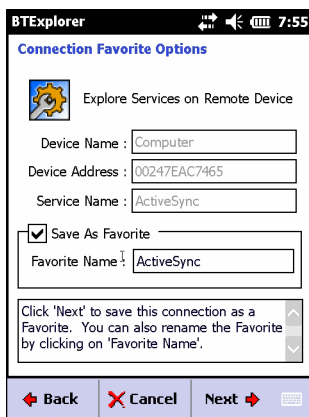 BTExplorer 7:55
Connection Favorite Options
Explore Services on Remote Device
Device Name : Computer
Device Address : 00247EAC7465
Service Name : ActiveSync
Save As Favorite
Favorite Name : ActiveSync
Click 'Next' to save this connection as a
Favorite. You can also rename the Favorite
by clicking on 'Favorite Name'.
Back Cancel Next